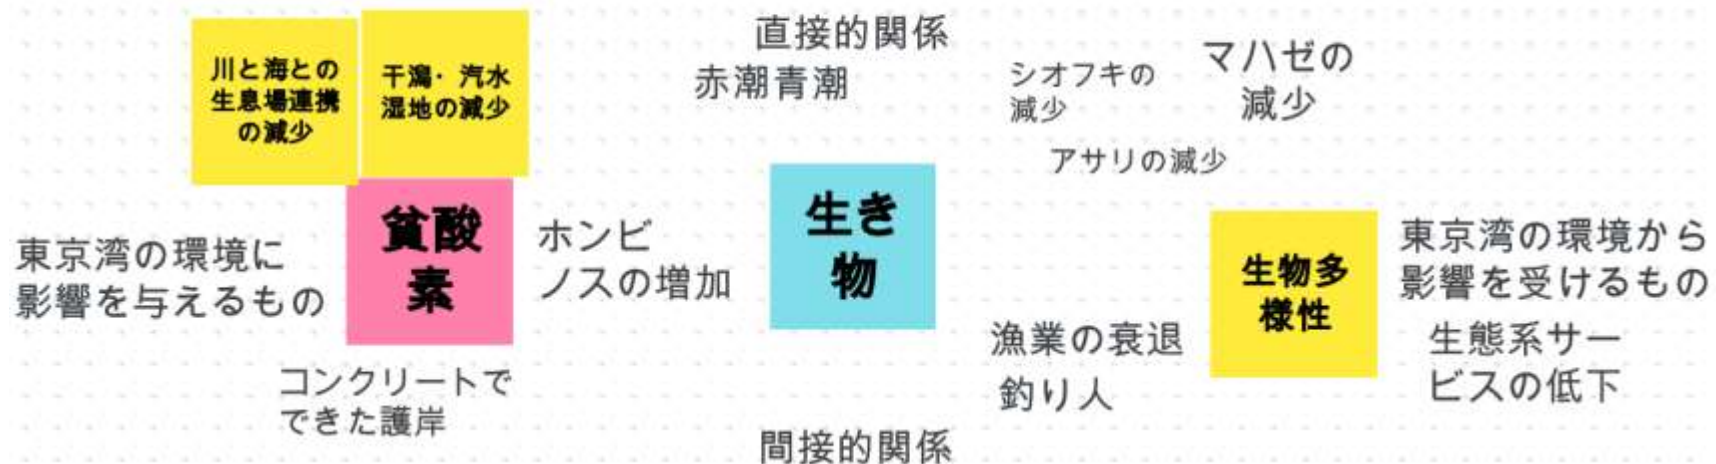 川と海との
生息場連携
の減少
干潟・汽水
湿地の減少
直接的関係
赤潮青潮
シオフキの
減少
マハゼの
減少
アサリの減少
東京湾の環境に
影響を与えるもの
貧酸
素
ホンビ
ノスの増加
生き
物
生物多
様性
東京湾の環境から
影響を受けるもの
漁業の衰退
釣り人
生態系サー
ビスの低下
コンクリートで
できた護岸
間接的関係